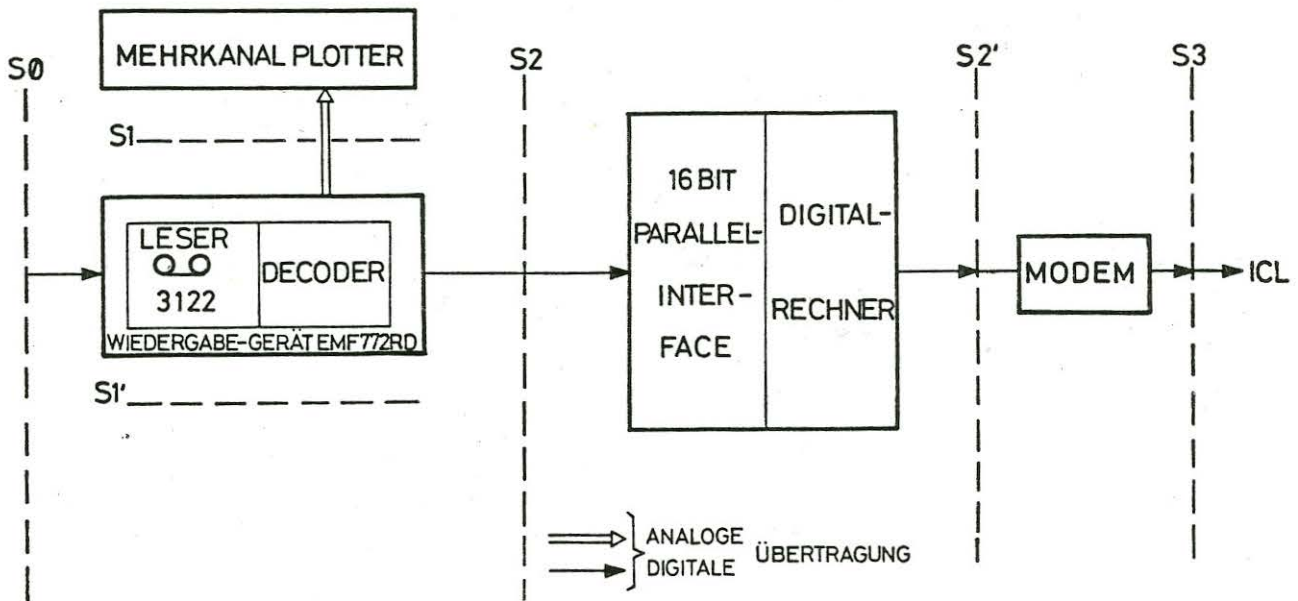 MEHRKANAL PLOTTER
SØ
S2
S2'
S3
S1
LESER
3122
DECODER
WIEDERGABE-GERÄT EMF772RD
S1'
16 BIT
PARALLEL-
INTER-
FACE
DIGITAL-
RECHNER
MODEM
ICL
ANALOGE
DIGITALE
ÜBERTRAGUNG